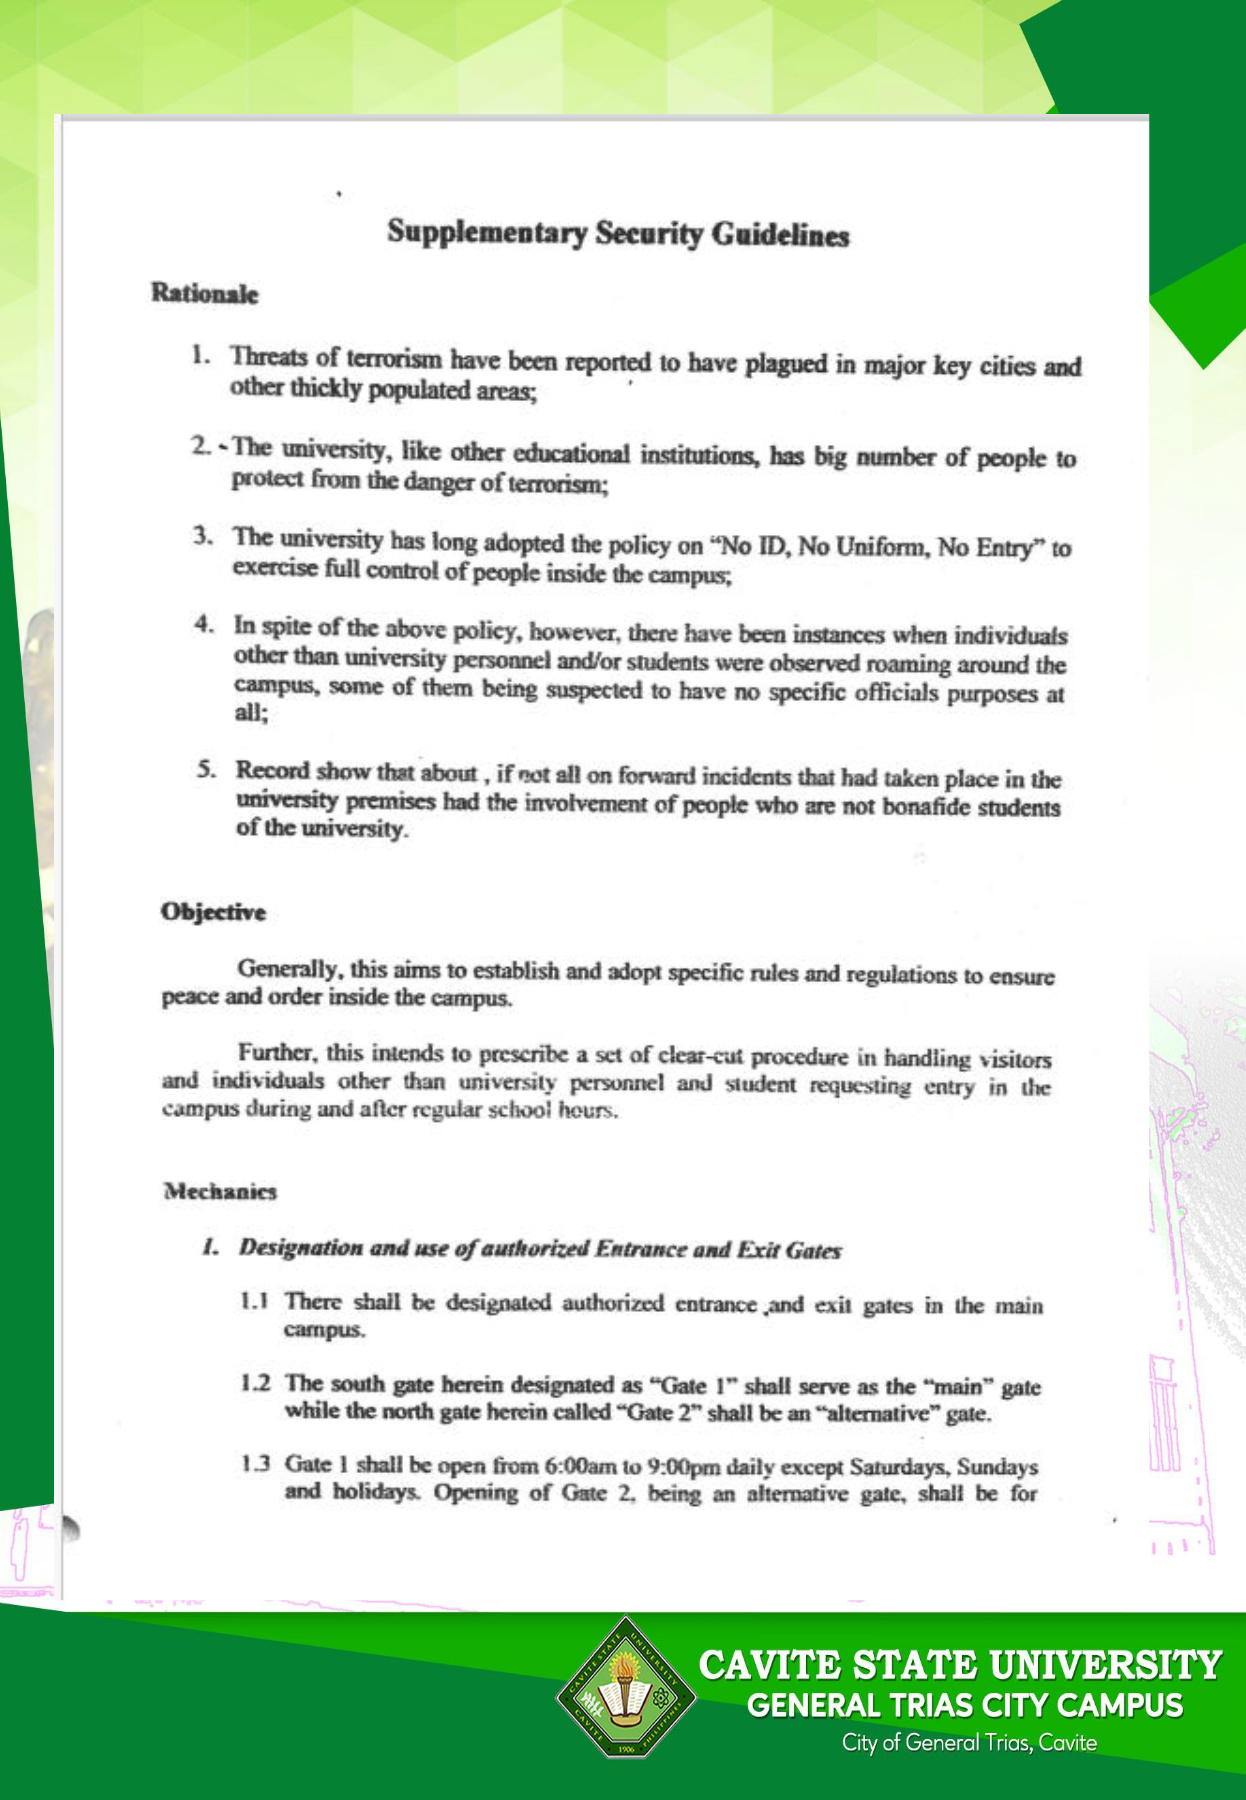 Supplementary Security Guidelines
Rationale
1. Threats of terrorism have been reported to have plagued in major key cities and
other thickly populated areas;
2. - The university, like other educational institutions, has big number of people to
protect from the danger of terrorism;
3. The university has long adopted the policy on “No ID, No Uniform, No Entry” to
exercise full control of people inside the campus;
4. In spite of the above policy, however, there have been instances when individuals
other than university personnel and/or students were observed roaming around the
campus, some of them being suspected to have no specific officials purposes at
all;
5. Record show that about , if not all on forward incidents that had taken place in the
university premises had the involvement of people who are not bonafide students
of the university.
Objective
Generally, this aims to establish and adopt specific rules and regulations to ensure
peace and order inside the campus.
Further, this intends to prescribe a set of clear-cut procedure in handling visitors
and individuals other than university personnel and student requesting entry in the
campus during and after regular school hours.
Mechanics
I. Designation and use of authorized Entrance and Exit Gates
1.1 There shall be designated authorized entrance ,and exit gates in the main
campus.
1.2 The south gate herein designated as “Gate 1” shall serve as the “main” gate
while the north gate herein called “Gate 2” shall be an “alternative” gate.
1.3 Gate 1 shall be open from 6:00am to 9:00pm daily except Saturdays, Sundays
and holidays. Opening of Gate 2, being an alternative gate, shall be for
CAVITE STATE UNIVERSITY
CAVITE
PHILIPPINES
1906
CAVITE STATE UNIVERSITY
GENERAL TRIAS CITY CAMPUS
City of General Trias, Cavite